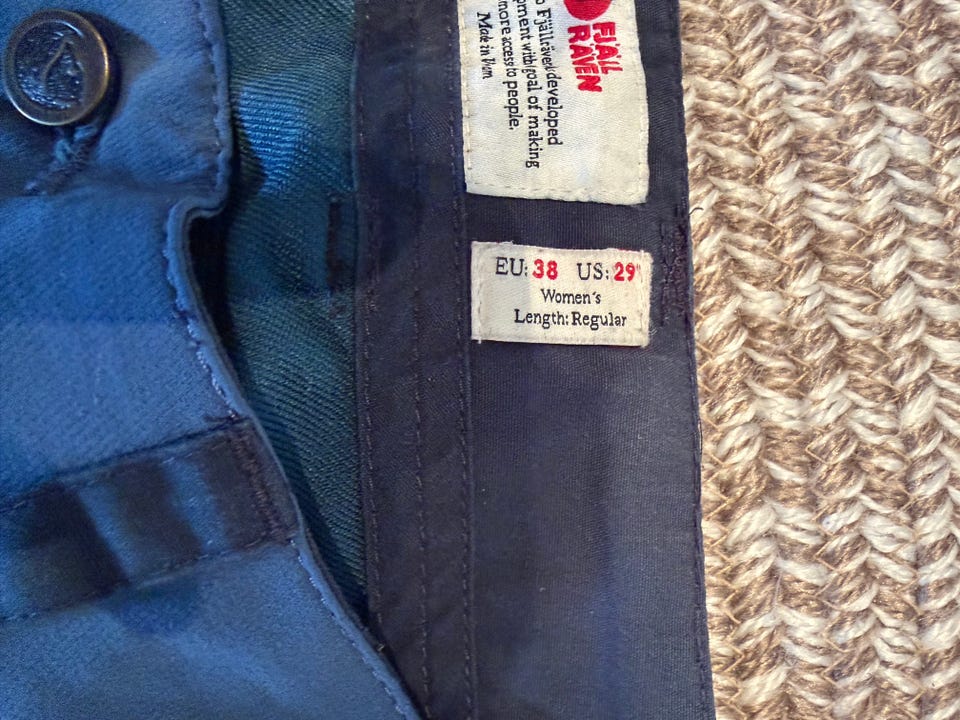 FJÄLL
RÄVEN
Fjällräven developed
pment with goal of making
more access to people.
Made in
EU: 38 US: 29"
Women's
Length: Regular